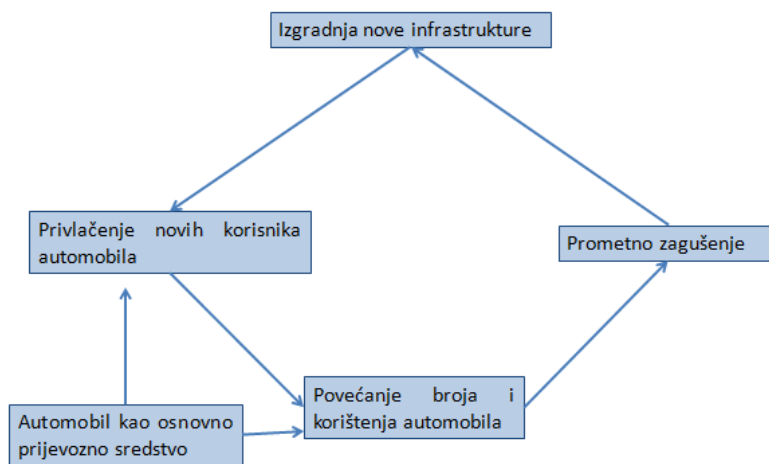 Izgradnja nove infrastrukture
Privlačenje novih korisnika
automobila
Prometno zagušenje
Povećanje broja i
korištenja automobila
Automobil kao osnovno
prijevozno sredstvo